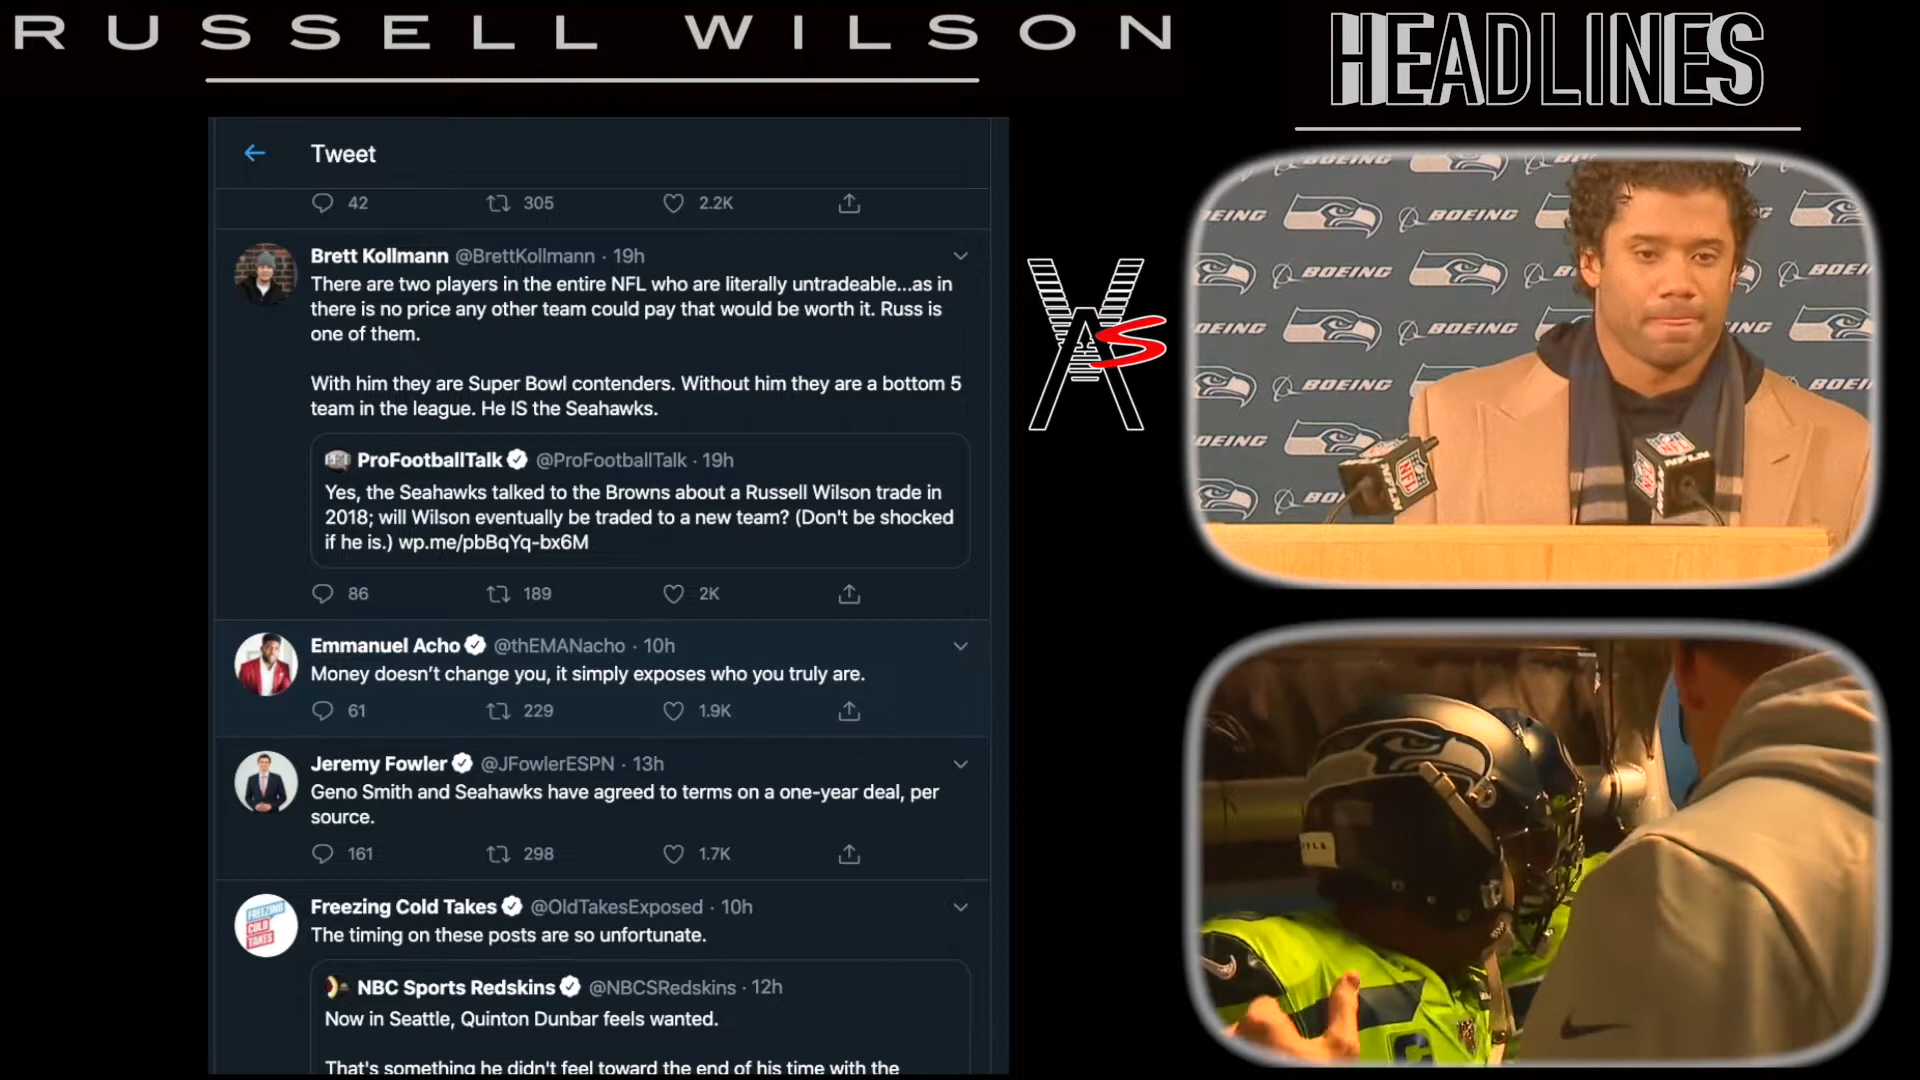 RUSSELL WILSON
HEADLINES
Tweet
42 305 2.2K
Brett Kollmann @BrettKollmann · 19h
There are two players in the entire NFL who are literally untradeable...as in
there is no price any other team could pay that would be worth it. Russ is
one of them.
With him they are Super Bowl contenders. Without him they are a bottom 5
team in the league. He IS the Seahawks.
ProFootballTalk @ProFootballTalk · 19h
Yes, the Seahawks talked to the Browns about a Russell Wilson trade in
2018; will Wilson eventually be traded to a new team? (Don't be shocked
if he is.) wp.me/pbBqYq-bx6M
86 189 2K
Emmanuel Acho @thEMANacho · 10h
Money doesn't change you, it simply exposes who you truly are.
61 229 1.9K
Jeremy Fowler @JFowlerESPN · 13h
Geno Smith and Seahawks have agreed to terms on a one-year deal, per
source.
161 298 1.7K
FREEZING
COLD
TAKES
Freezing Cold Takes @OldTakesExposed · 10h
The timing on these posts are so unfortunate.
NBC Sports Redskins @NBCSRedskins · 12h
Now in Seattle, Quinton Dunbar feels wanted.
That's something he didn't feel toward the end of his time with the
BOEING
BOEING
BOEING
BOEING
BOEING
NFL
NFL
C